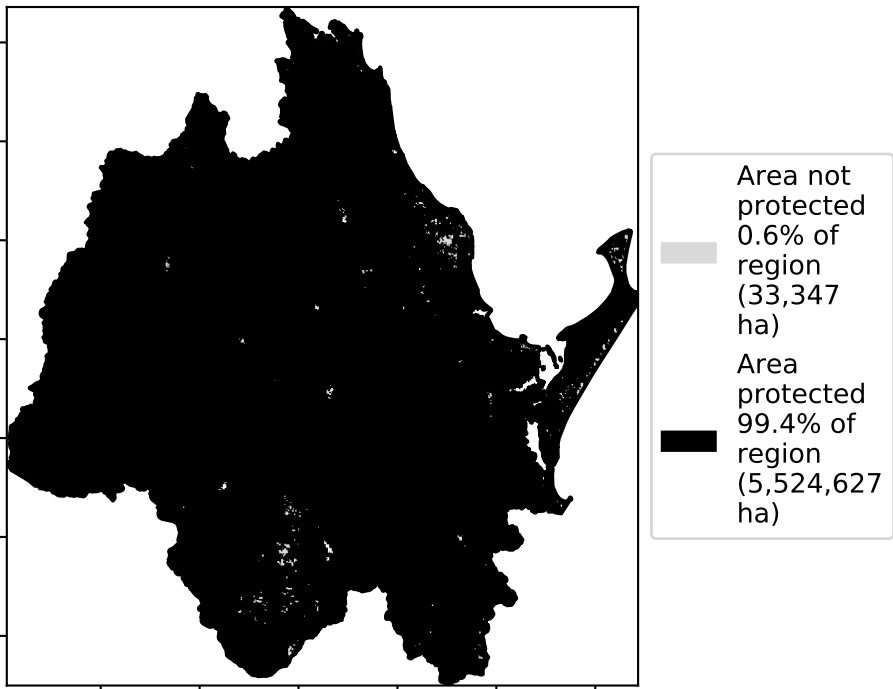 Area not
protected
0.6% of
region
(33,347
ha)
Area
protected
99.4% of
region
(5,524,627
ha)